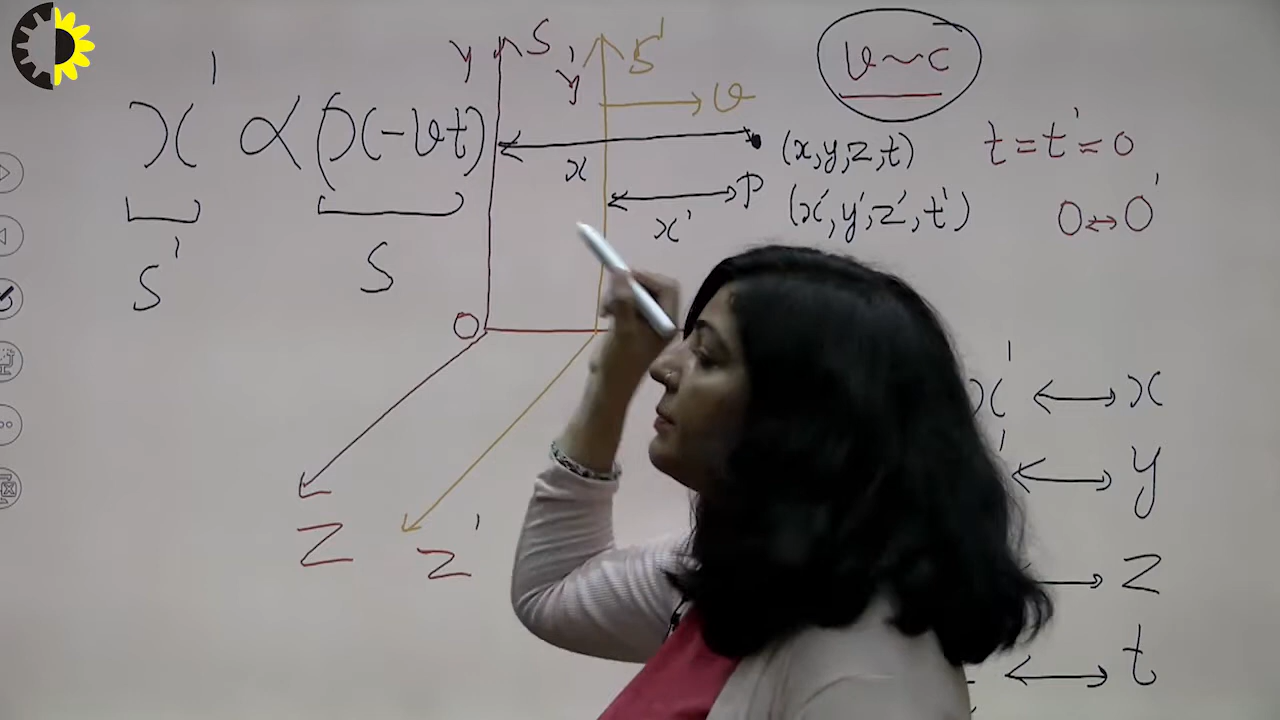 x' ∝ (x-vt)
S'
S
y
S
y'
S'
v
x
x'
P
O
z
z'
v~c
(x,y,z,t)
(x',y',z',t')
t=t'=0
O↔O'
x' ↔ x
' ↔ y
→ z
↔ t